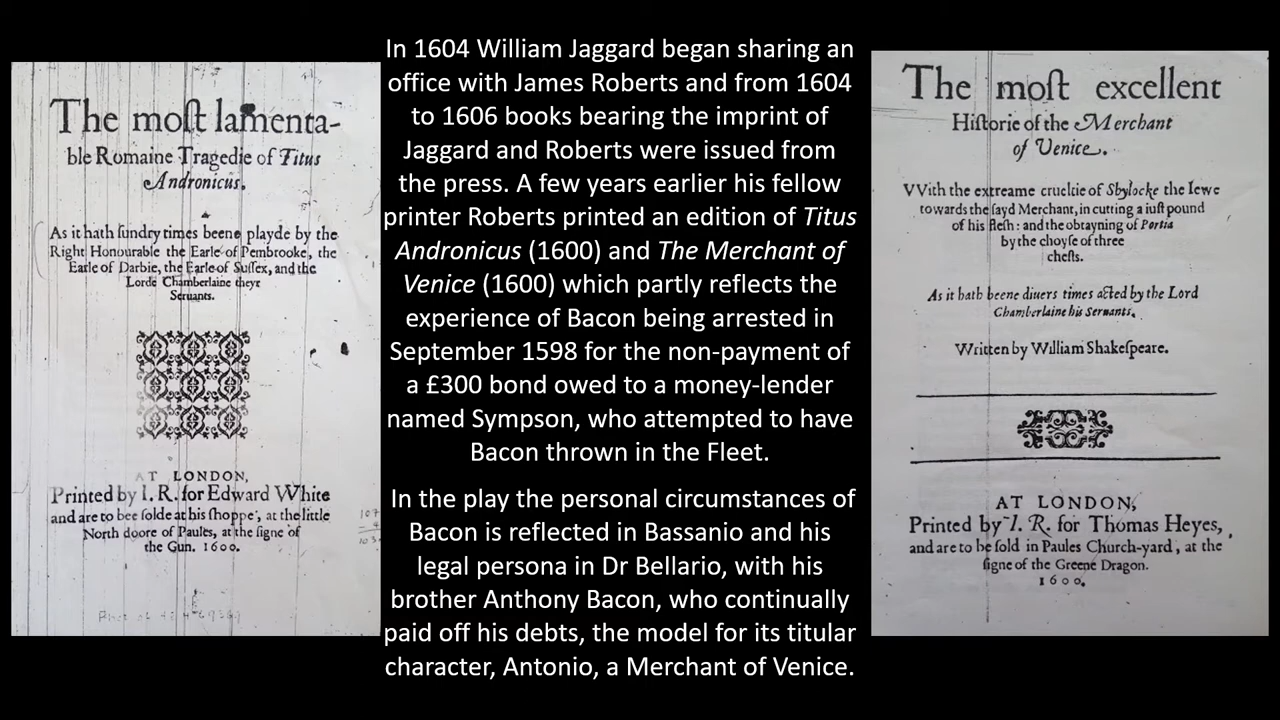 The moſt lamenta-
ble Romaine Tragedie of Titus
Andronicus.
As it hath ſundry times beene playde by the
Right Honourable the Earle of Pembrooke, the
Earle of Darbie, the Earle of Suſſex, and the
Lorde Chamberlaine theyr
Seruants.
AT LONDON,
Printed by I. R. for Edward White
and are to bee ſolde at his ſhoppe, at the little
North doore of Paules, at the ſigne of
the Gun. 1600.
In 1604 William Jaggard began sharing an
office with James Roberts and from 1604
to 1606 books bearing the imprint of
Jaggard and Roberts were issued from
the press. A few years earlier his fellow
printer Roberts printed an edition of Titus
Andronicus (1600) and The Merchant of
Venice (1600) which partly reflects the
experience of Bacon being arrested in
September 1598 for the non-payment of
a £300 bond owed to a money-lender
named Sympson, who attempted to have
Bacon thrown in the Fleet.
In the play the personal circumstances of
Bacon is reflected in Bassanio and his
legal persona in Dr Bellario, with his
brother Anthony Bacon, who continually
paid off his debts, the model for its titular
character, Antonio, a Merchant of Venice.
The moſt excellent
Hiſtorie of the Merchant
of Venice.
VVith the extreame crueltie of Shylocke the Iewe
towards the ſayd Merchant, in cutting a iuſt pound
of his fleſh: and the obtayning of Portia
by the choyſe of three
cheſts.
As it hath beene diuers times acted by the Lord
Chamberlaine his Seruants.
Written by William Shakeſpeare.
AT LONDON,
Printed by I. R. for Thomas Heyes,
and are to be ſold in Paules Church-yard, at the
ſigne of the Greene Dragon.
1600.